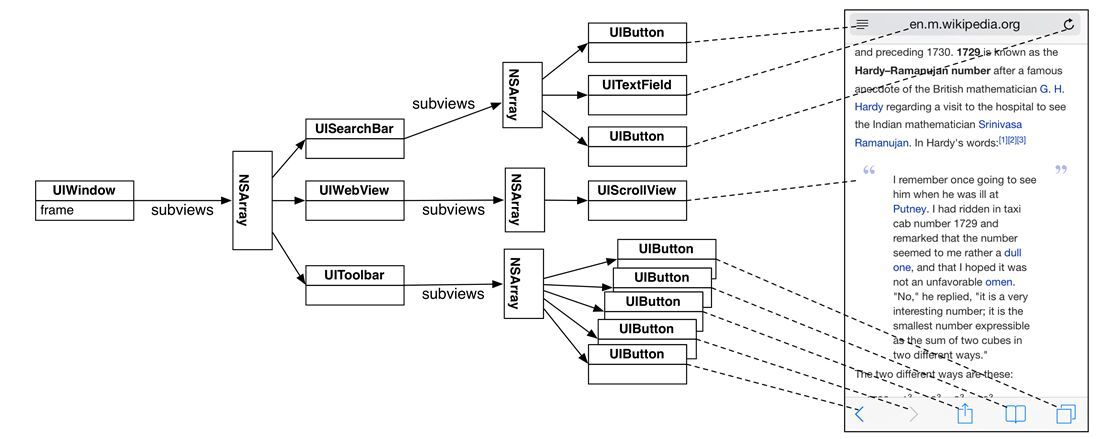 UIWindow
frame
subviews
NSArray
UISearchBar
subviews
NSArray
UIButton
UITextField
UIButton
UIWebView
subviews
NSArray
UIScrollView
UIToolbar
subviews
NSArray
UIButton
UIButton
UIButton
UIButton
UIButton
en.m.wikipedia.org
and preceding 1730. 1729 is known as the
Hardy–Ramanujan number after a famous
anecdote of the British mathematician G. H.
Hardy regarding a visit to the hospital to see
the Indian mathematician Srinivasa
Ramanujan. In Hardy's words:[1][2][3]
“ ”
I remember once going to see
him when he was ill at
Putney. I had ridden in taxi
cab number 1729 and
remarked that the number
seemed to me rather a dull
one, and that I hoped it was
not an unfavorable omen.
"No," he replied, "it is a very
interesting number; it is the
smallest number expressible
as the sum of two cubes in
two different ways."
The two different ways are these: